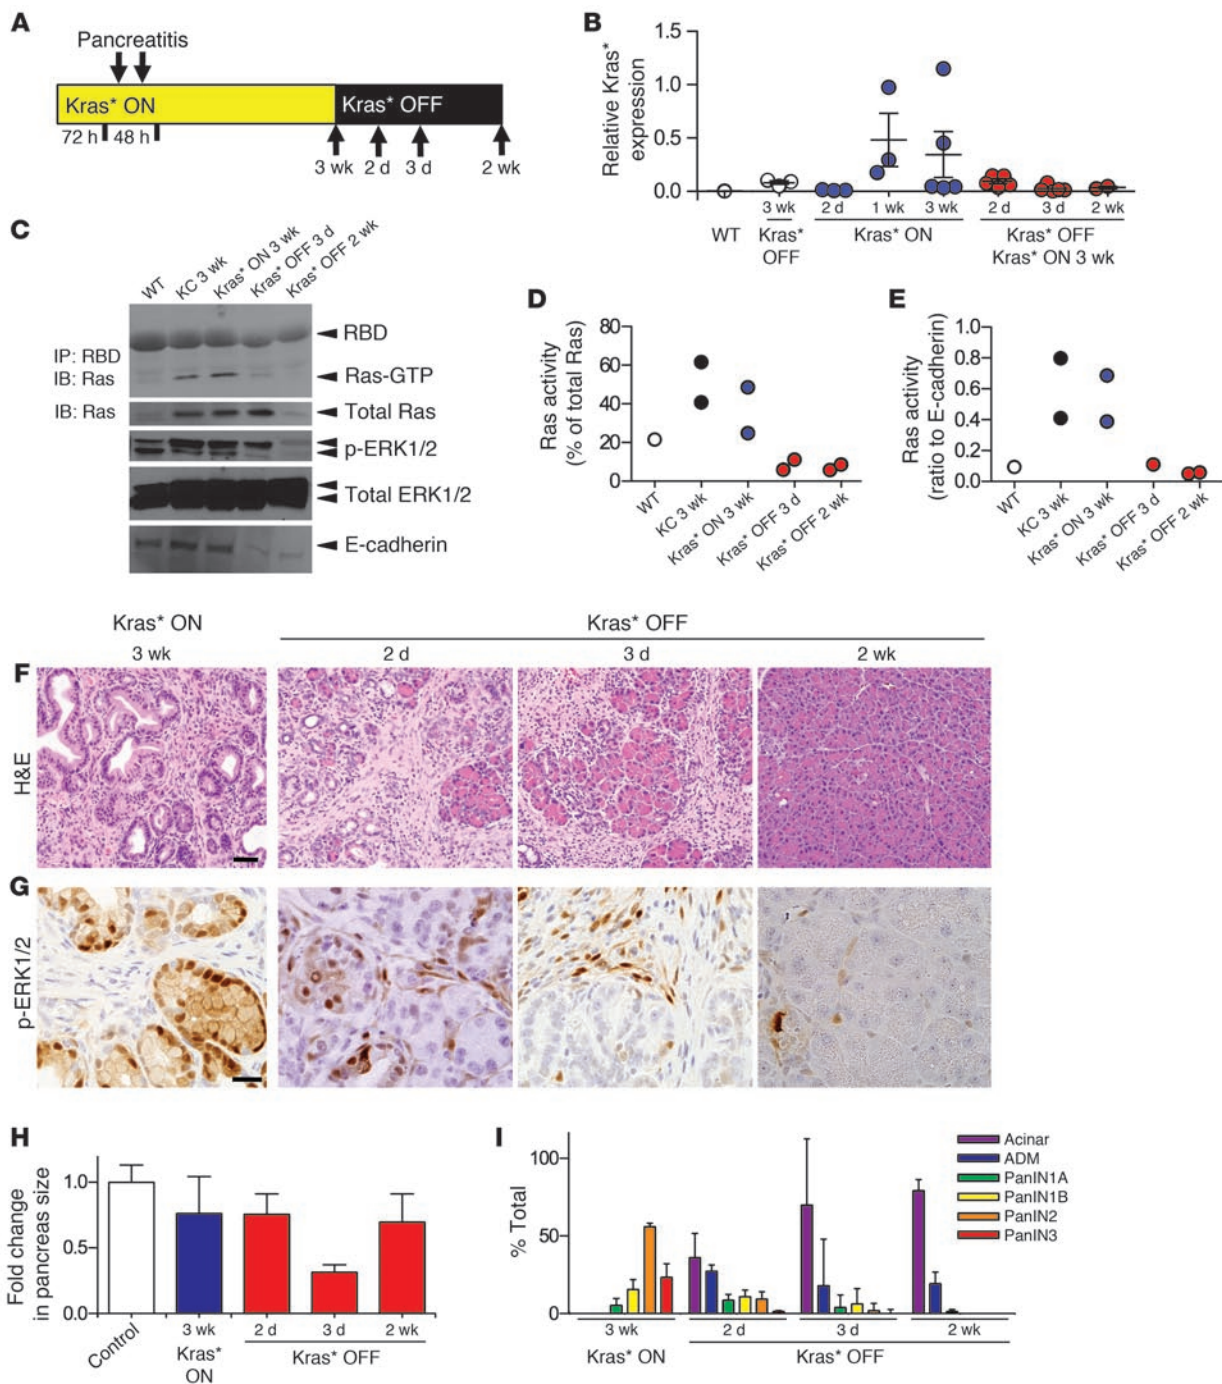 A
Pancreatitis
Kras* ON
Kras* OFF
72 h
48 h
3 wk
2 d
3 d
2 wk
B
Relative Kras*
expression
1.5
1.0
0.5
0.0
3 wk
2 d
1 wk
3 wk
2 d
3 d
2 wk
WT
Kras*
OFF
Kras* ON
Kras* OFF
Kras* ON 3 wk
C
WT
KC 3 wk
Kras* ON 3 wk
Kras* OFF 3 d
Kras* OFF 2 wk
RBD
IP: RBD
IB: Ras
Ras-GTP
IB: Ras
Total Ras
p-ERK1/2
Total ERK1/2
E-cadherin
D
Ras activity
(% of total Ras)
80
60
40
20
0
WT
KC 3 wk
Kras* ON 3 wk
Kras* OFF 3 d
Kras* OFF 2 wk
E
Ras activity
(ratio to E-cadherin)
1.0
0.8
0.6
0.4
0.2
0.0
WT
KC 3 wk
Kras* ON 3 wk
Kras* OFF 3 d
Kras* OFF 2 wk
Kras* ON
Kras* OFF
3 wk
2 d
3 d
2 wk
F
H&E
G
p-ERK1/2
H
Fold change
in pancreas size
1.0
0.5
0.0
Control
3 wk
2 d
3 d
2 wk
Kras*
ON
Kras* OFF
I
% Total
100
50
0
Acinar
ADM
PanIN1A
PanIN1B
PanIN2
PanIN3
3 wk
2 d
3 d
2 wk
Kras* ON
Kras* OFF